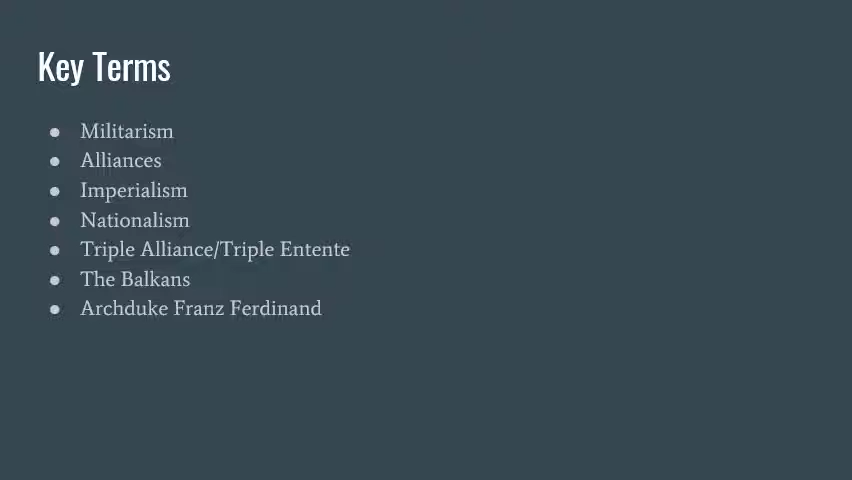 Key Terms
● Militarism
● Alliances
● Imperialism
● Nationalism
● Triple Alliance/Triple Entente
● The Balkans
● Archduke Franz Ferdinand